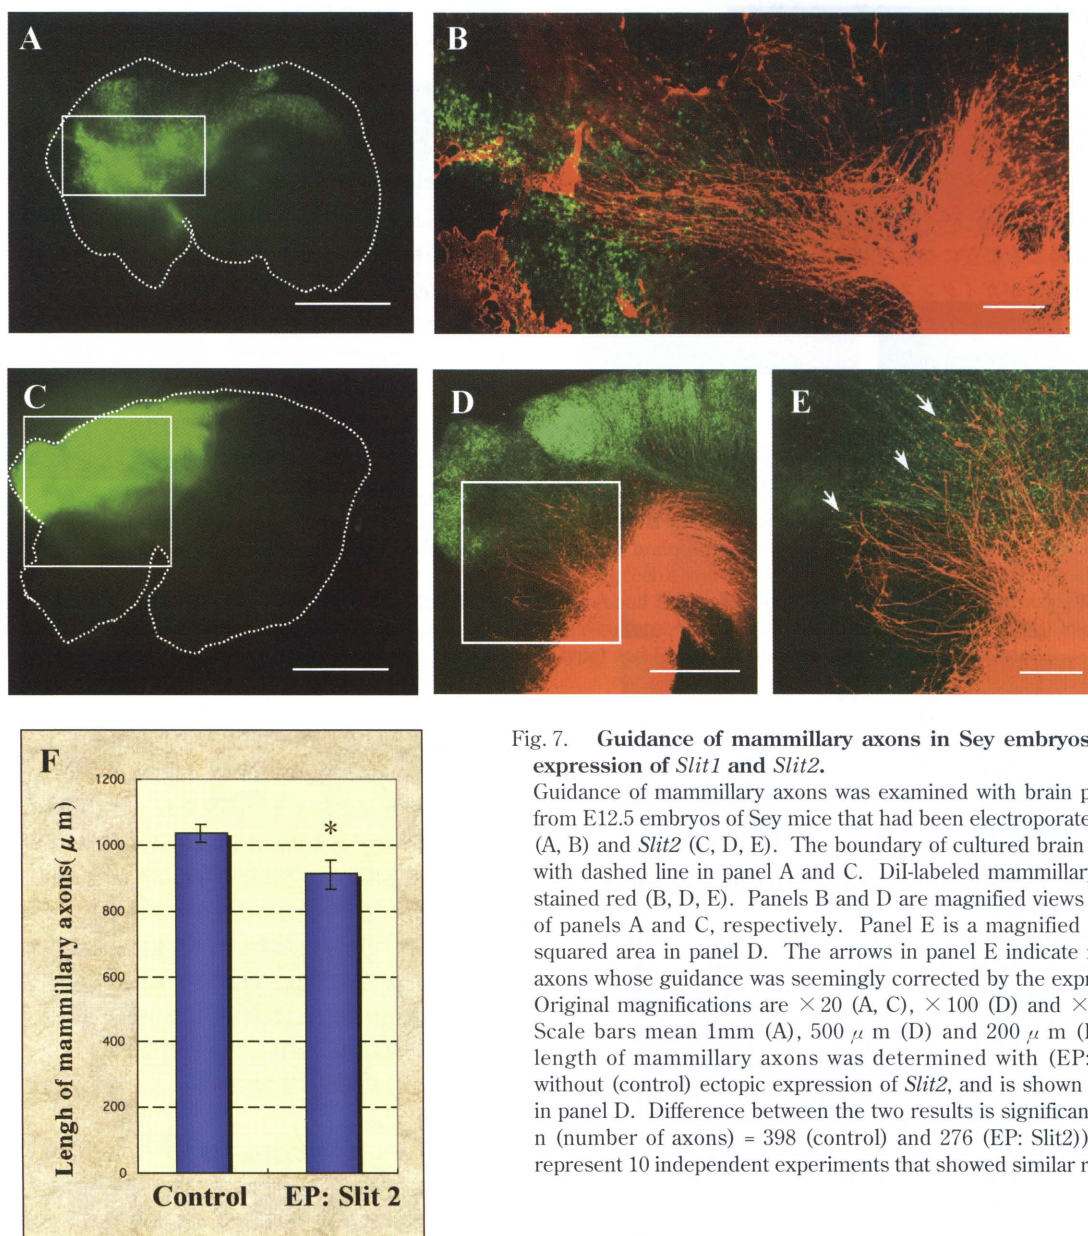 A
B
C
D
E
F
Lengh of mammillary axons(μ m)
1200
1000
800
600
400
200
0
*
Control EP: Slit 2
Fig. 7. Guidance of mammillary axons in Sey embryos
expression of Slit1 and Slit2.
Guidance of mammillary axons was examined with brain p
from E12.5 embryos of Sey mice that had been electroporate
(A, B) and Slit2 (C, D, E). The boundary of cultured brain
with dashed line in panel A and C. DiI-labeled mammillary
stained red (B, D, E). Panels B and D are magnified views
of panels A and C, respectively. Panel E is a magnified
squared area in panel D. The arrows in panel E indicate
axons whose guidance was seemingly corrected by the expr
Original magnifications are ×20 (A, C), ×100 (D) and ×
Scale bars mean 1mm (A), 500 μ m (D) and 200 μ m (
length of mammillary axons was determined with (EP:
without (control) ectopic expression of Slit2, and is shown
in panel D. Difference between the two results is significan
n (number of axons) = 398 (control) and 276 (EP: Slit2))
represent 10 independent experiments that showed similar r